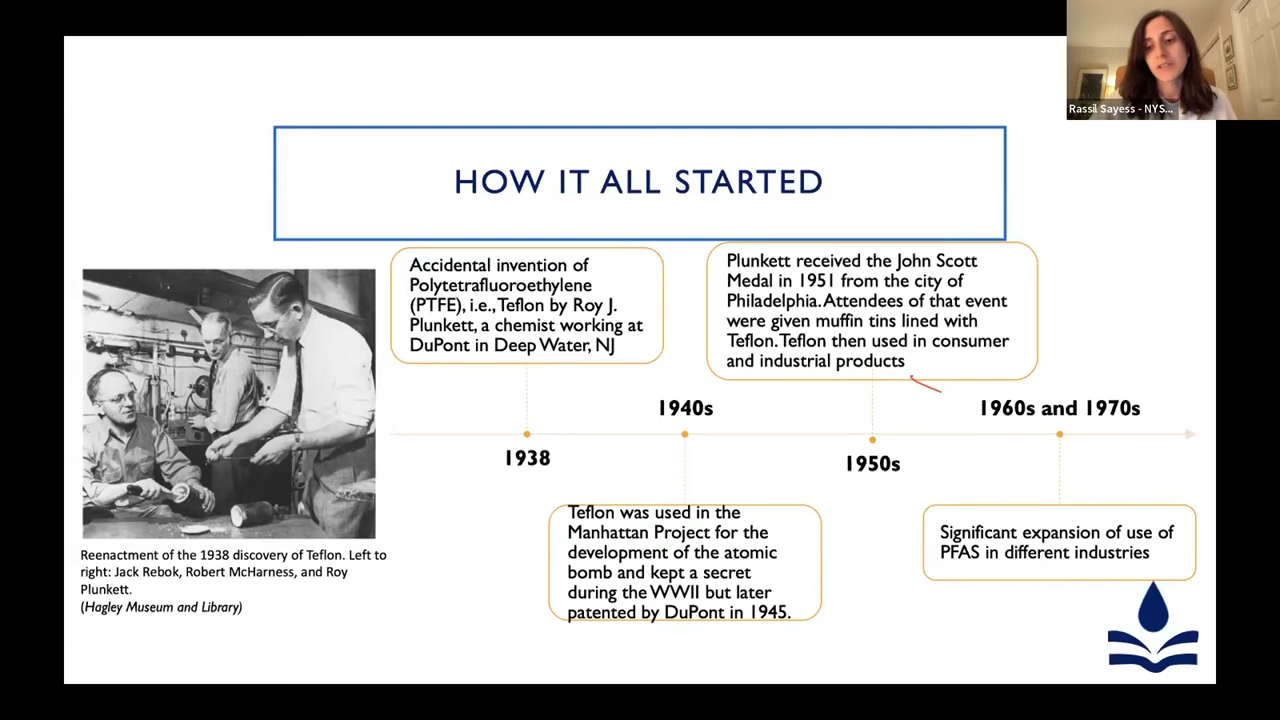 Rassil Sayess - NYS...
HOW IT ALL STARTED
Accidental invention of
Polytetrafluoroethylene
(PTFE), i.e., Teflon by Roy J.
Plunkett, a chemist working at
DuPont in Deep Water, NJ
Plunkett received the John Scott
Medal in 1951 from the city of
Philadelphia. Attendees of that event
were given muffin tins lined with
Teflon. Teflon then used in consumer
and industrial products
1940s
1960s and 1970s
1938
1950s
Teflon was used in the
Manhattan Project for the
development of the atomic
bomb and kept a secret
during the WWII but later
patented by DuPont in 1945.
Significant expansion of use of
PFAS in different industries
Reenactment of the 1938 discovery of Teflon. Left to
right: Jack Rebok, Robert McHarness, and Roy
Plunkett.
(Hagley Museum and Library)